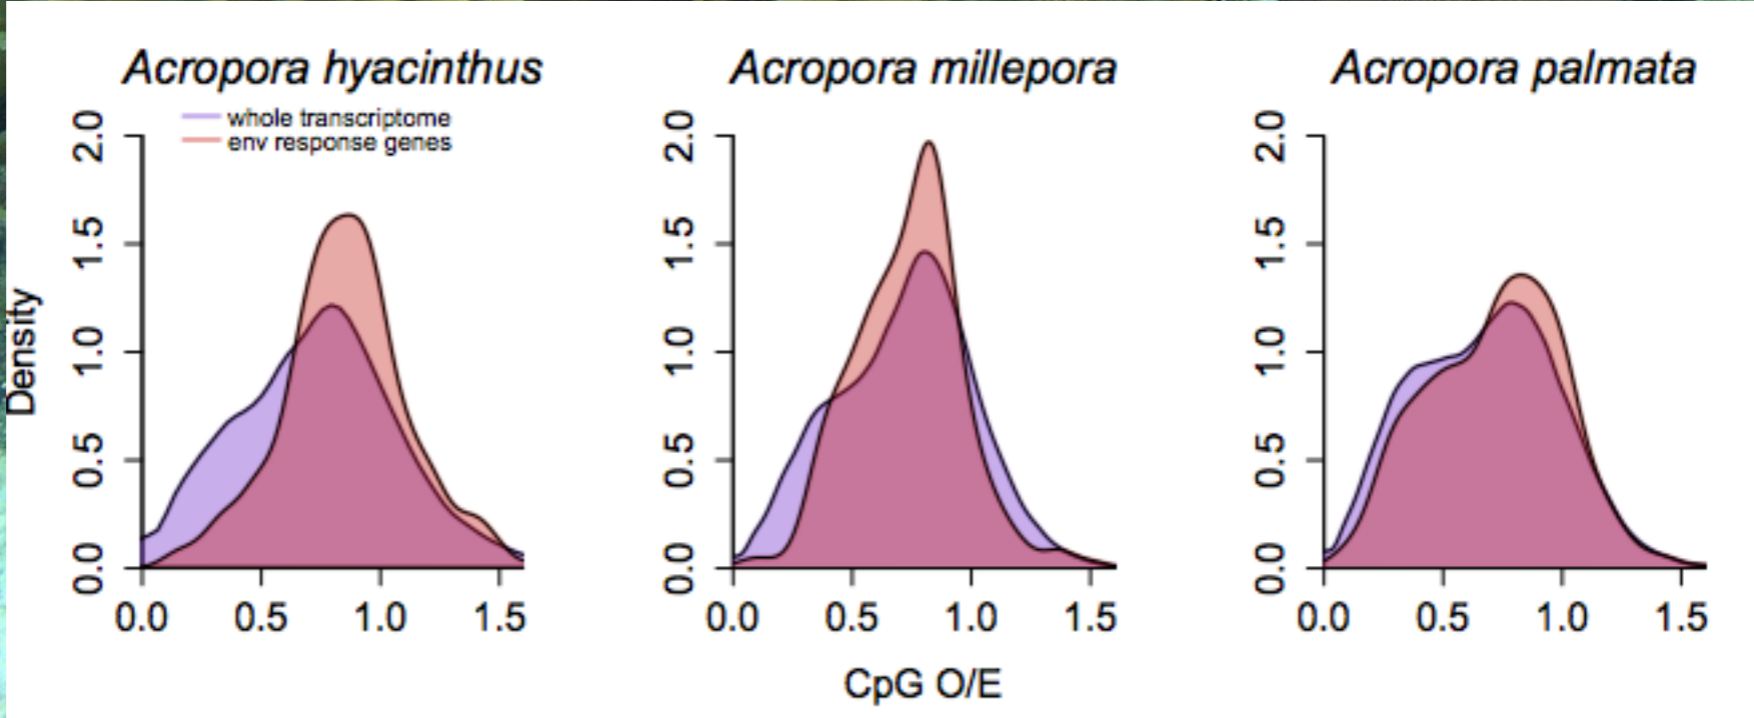 Acropora hyacinthus
Acropora millepora
Acropora palmata
whole transcriptome
env response genes
Density
2.0
1.5
1.0
0.5
0.0
0.0 0.5 1.0 1.5
2.0
1.5
1.0
0.5
0.0
0.0 0.5 1.0 1.5
2.0
1.5
1.0
0.5
0.0
0.0 0.5 1.0 1.5
CpG O/E